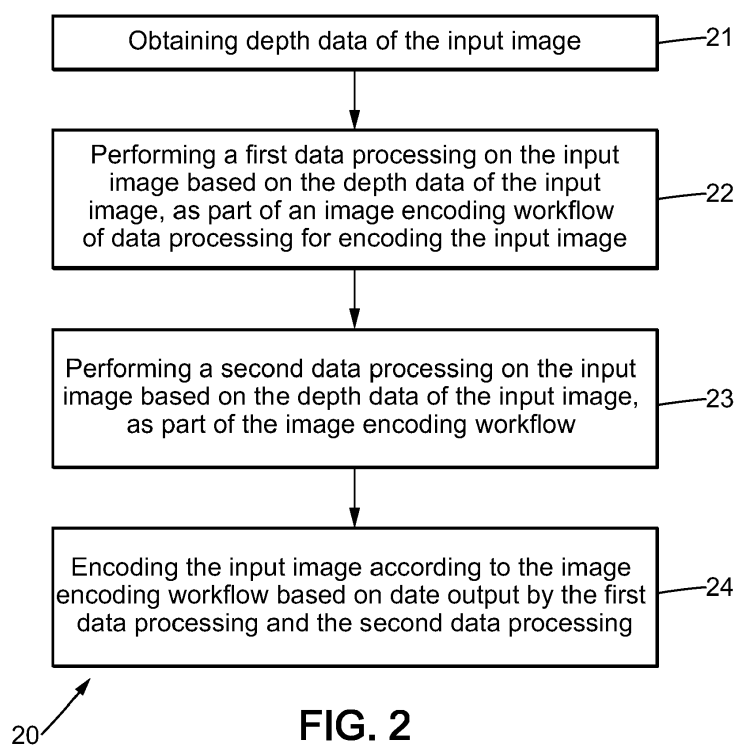 Obtaining depth data of the input image
21
Performing a first data processing on the input
image based on the depth data of the input
image, as part of an image encoding workflow
of data processing for encoding the input image
22
Performing a second data processing on the input
image based on the depth data of the input image,
as part of the image encoding workflow
23
Encoding the input image according to the image
encoding workflow based on date output by the first
data processing and the second data processing
24
20
FIG. 2